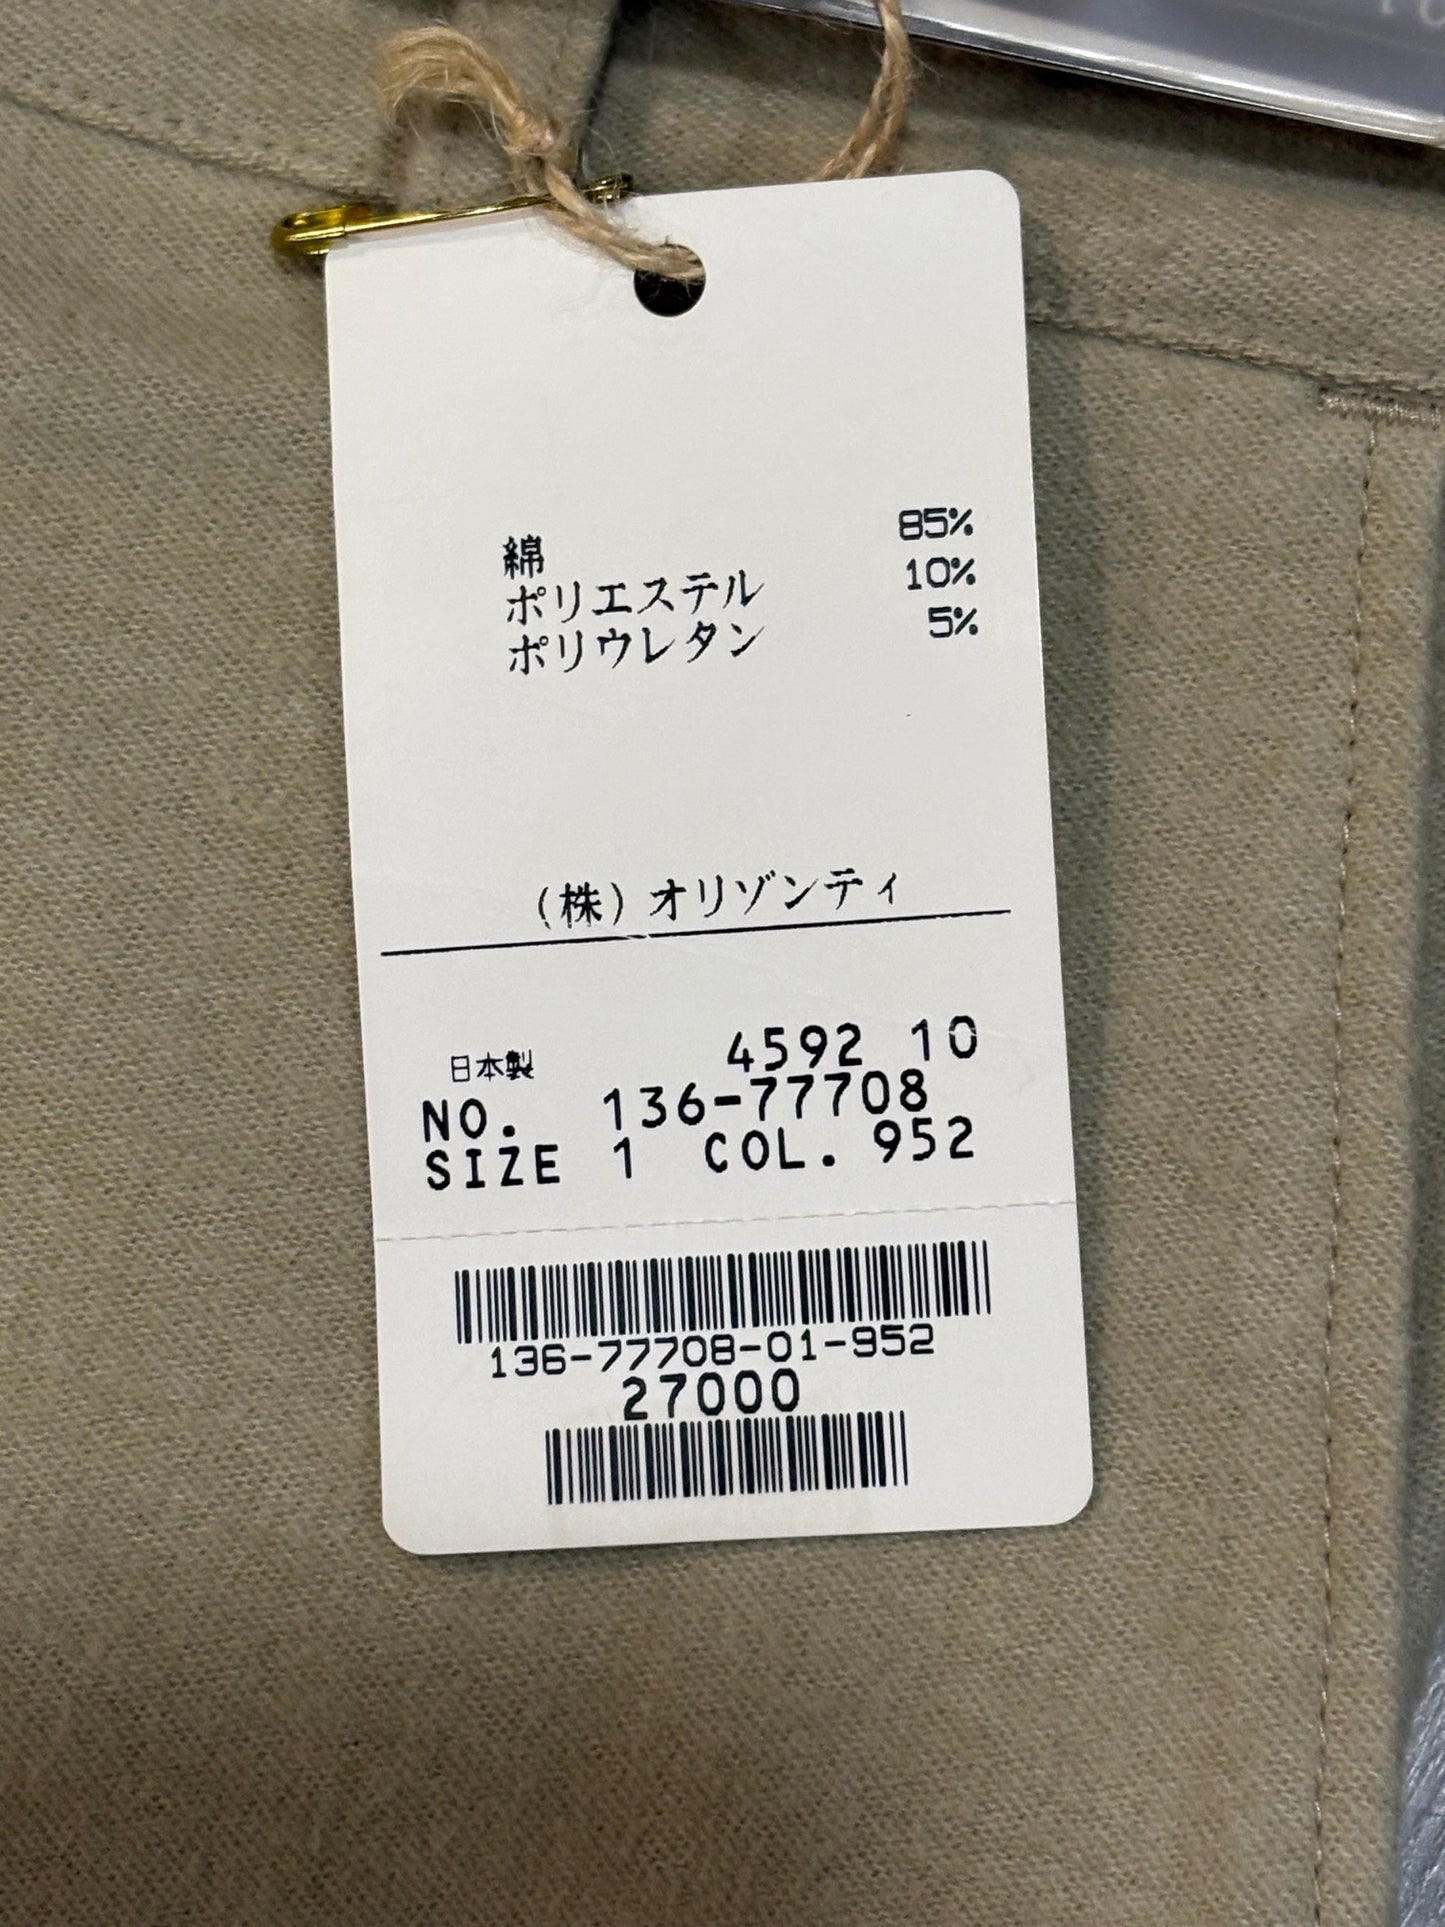 綿 85%
ポリエステル 10%
ポリウレタン 5%
(株)オリゾンティ
日本製 4592 10
NO. 136-77708
SIZE 1 COL. 952
136-77708-01-952
27000